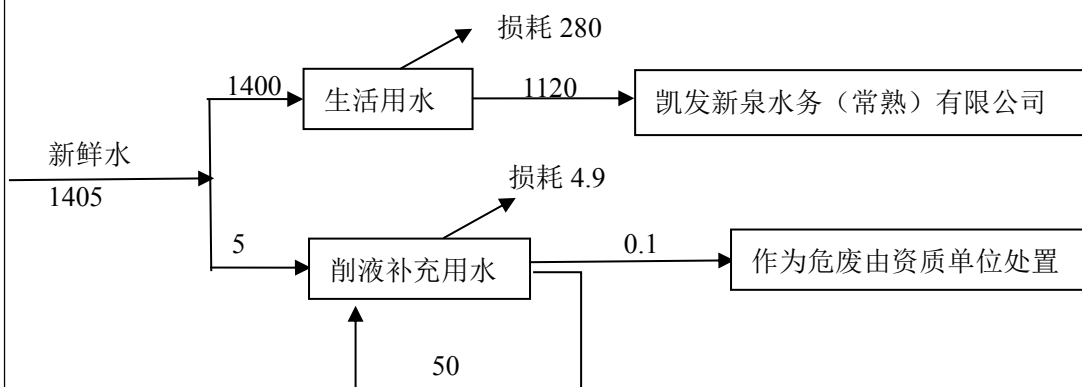 损耗 280
1400
生活用水
1120
凯发新泉水务（常熟）有限公司
新鲜水
1405
损耗 4.9
5
削液补充用水
0.1
作为危废由资质单位处置
50